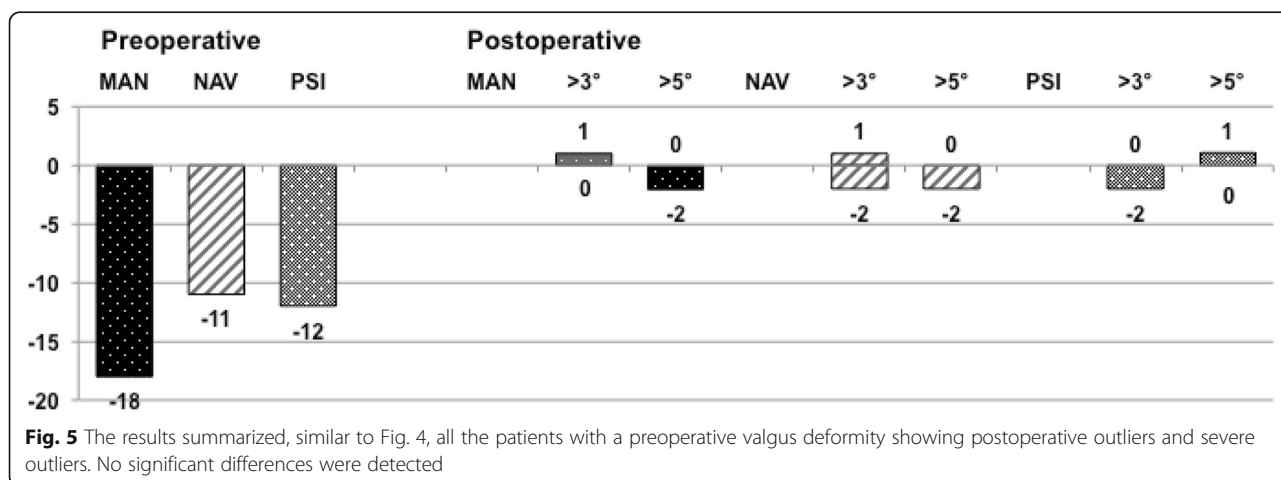 Preoperative Postoperative
MAN NAV PSI MAN >3° >5° NAV >3° >5° PSI >3° >5°
5
1 0 1 0 0 1
0
0 -2 -2 -2 -2 0
-5
-10
-11 -12
-15
-18
-20
Fig. 5 The results summarized, similar to Fig. 4, all the patients with a preoperative valgus deformity showing postoperative outliers and severe
outliers. No significant differences were detected